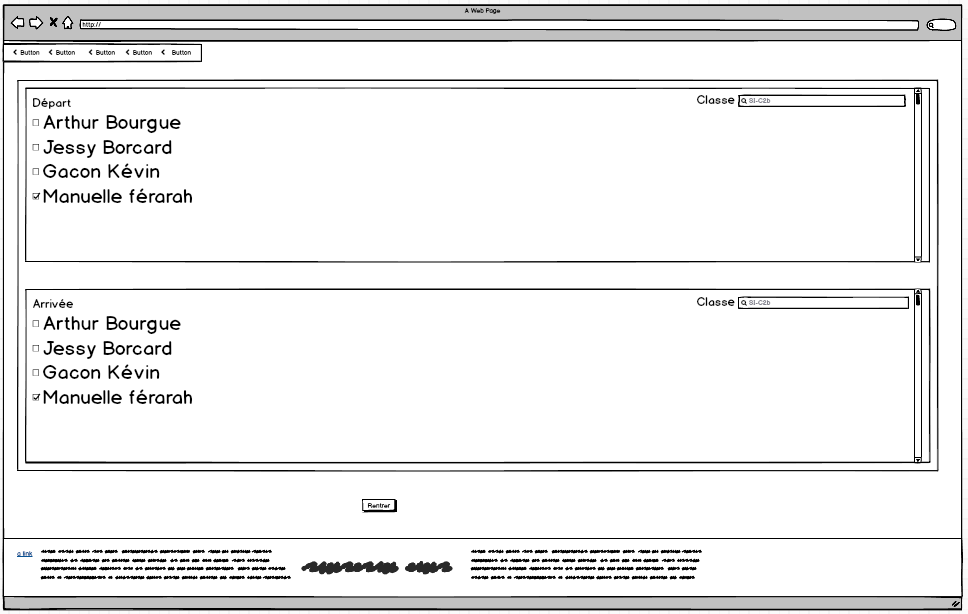 A Web Page
http://
Button Button Button Button Button
Départ
Classe SI-C2b
Arthur Bourgue
Jessy Borcard
Gacon Kévin
Manuelle férarah
Arrivée
Classe SI-C2b
Arthur Bourgue
Jessy Borcard
Gacon Kévin
Manuelle férarah
Rentrer
a link